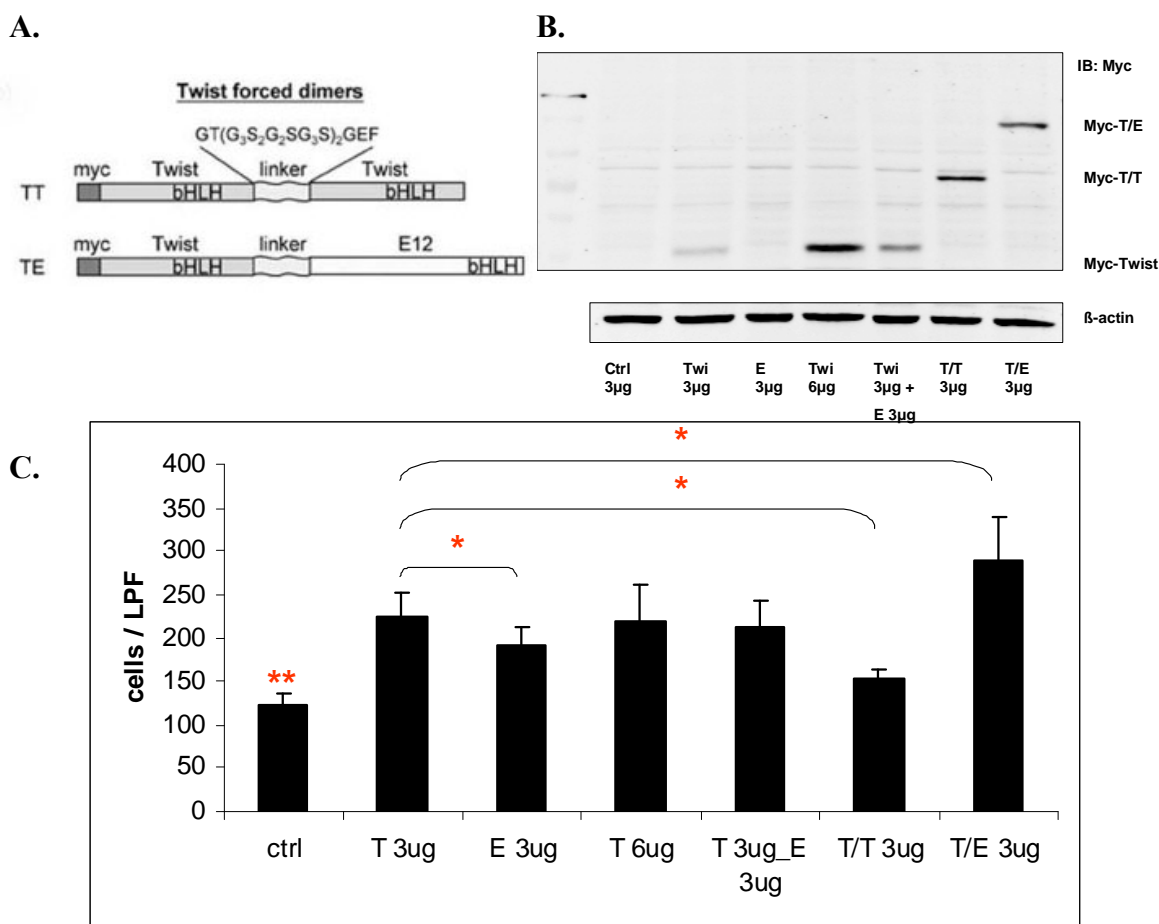 A.
Twist forced dimers
GT(G3S2G2SG3S)2GEF
myc Twist linker Twist
TT bHLH bHLH
myc Twist linker E12
TE bHLH bHLH
B.
IB: Myc
Myc-T/E
Myc-T/T
Myc-Twist
ß-actin
Ctrl Twi E Twi Twi T/T T/E
3µg 3µg 3µg 6µg 3µg + 3µg 3µg
E 3µg
C.
*
*
*
**
cells / LPF
400
350
300
250
200
150
100
50
0
ctrl T 3ug E 3ug T 6ug T 3ug_E T/T 3ug T/E 3ug
3ug